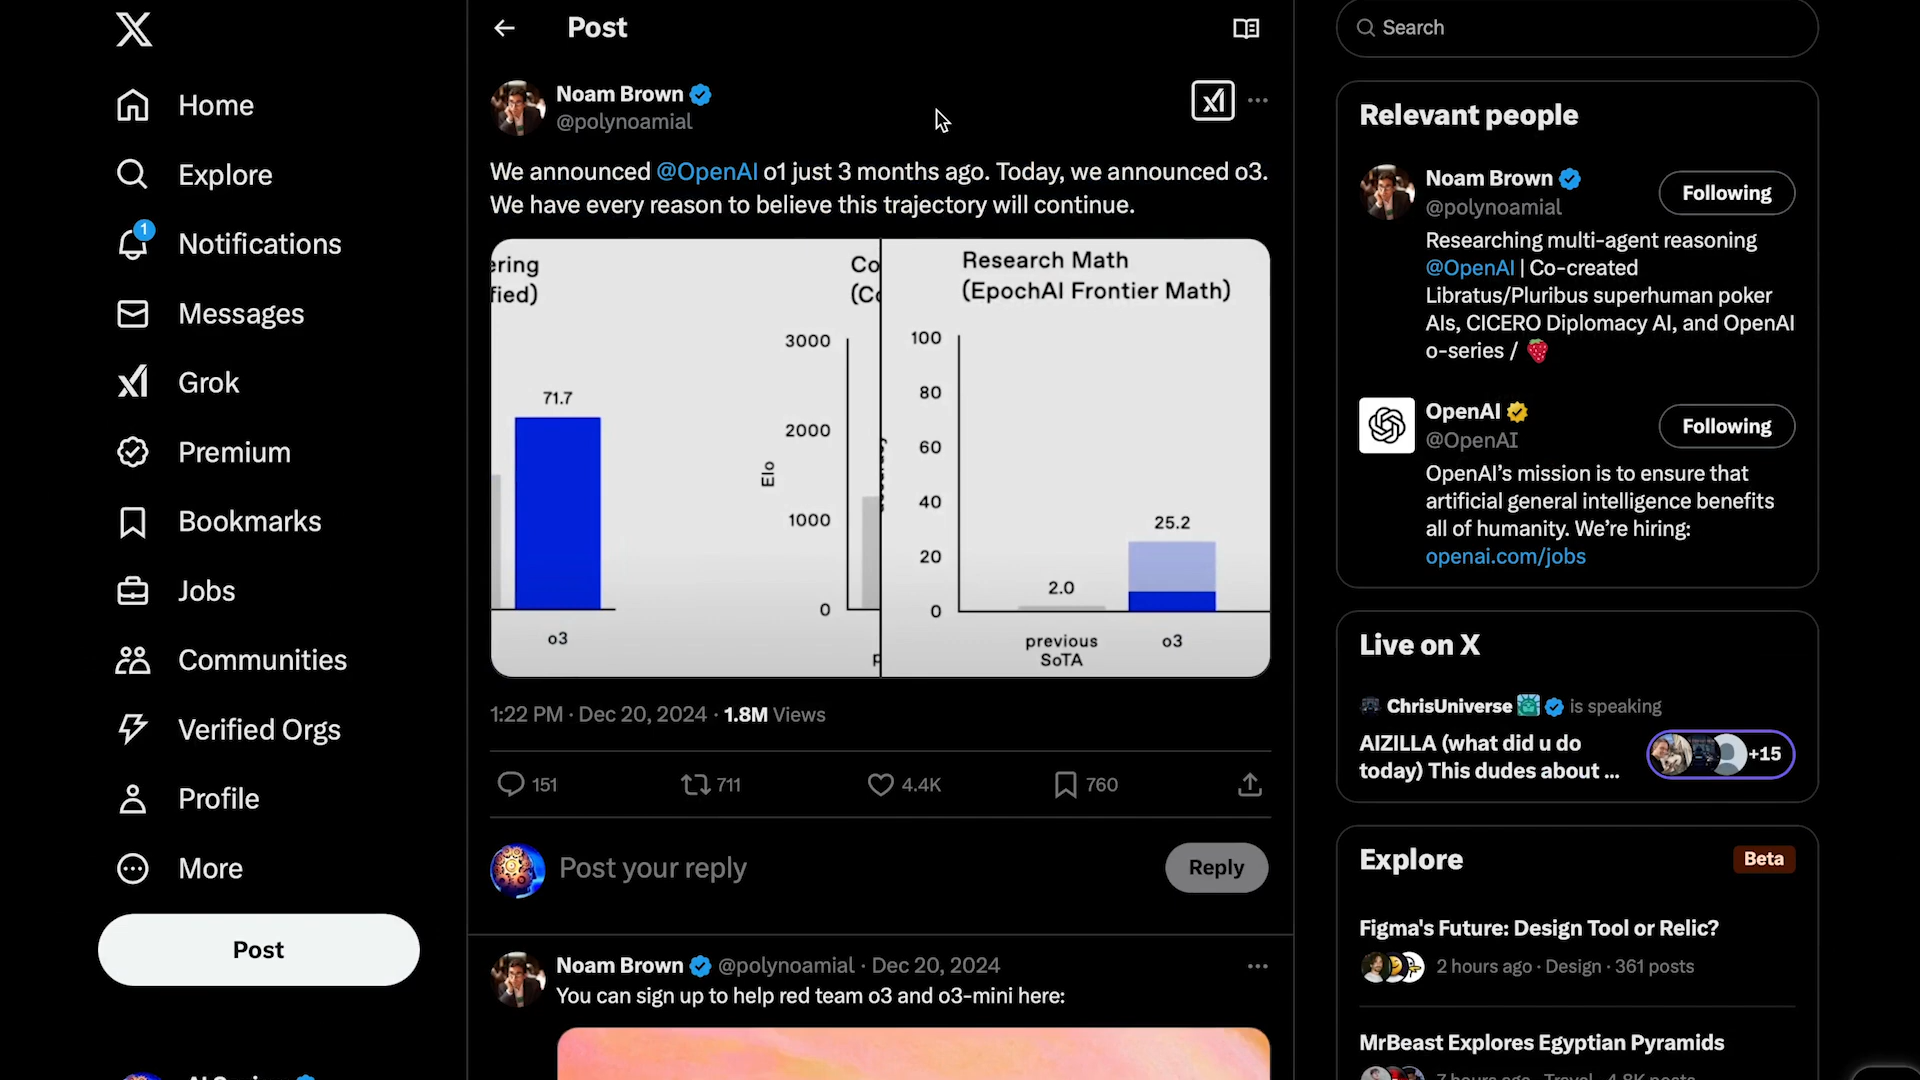 Home
Explore
1
Notifications
Messages
Grok
Premium
Bookmarks
Jobs
Communities
Verified Orgs
Profile
More
Post
Post
Noam Brown
@polynoamial
We announced @OpenAI o1 just 3 months ago. Today, we announced o3.
We have every reason to believe this trajectory will continue.
ering
fied)
71.7
o3
Co
(Co
3000
2000
1000
0
Elo
Research Math
(EpochAI Frontier Math)
100
80
60
40
20
0
2.0
25.2
previous
SoTA
o3
1:22 PM · Dec 20, 2024 · 1.8M Views
151
711
4.4K
760
Post your reply
Reply
Noam Brown @polynoamial · Dec 20, 2024
You can sign up to help red team o3 and o3-mini here:
Search
Relevant people
Noam Brown
@polynoamial
Following
Researching multi-agent reasoning
@OpenAI | Co-created
Libratus/Pluribus superhuman poker
AIs, CICERO Diplomacy AI, and OpenAI
o-series /
OpenAI
@OpenAI
Following
OpenAI’s mission is to ensure that
artificial general intelligence benefits
all of humanity. We’re hiring:
openai.com/jobs
Live on X
ChrisUniverse is speaking
AIZILLA (what did u do
today) This dudes about ...
+15
Explore
Beta
Figma's Future: Design Tool or Relic?
2 hours ago · Design · 361 posts
MrBeast Explores Egyptian Pyramids
7 hours ago · Travel · 4.8K posts